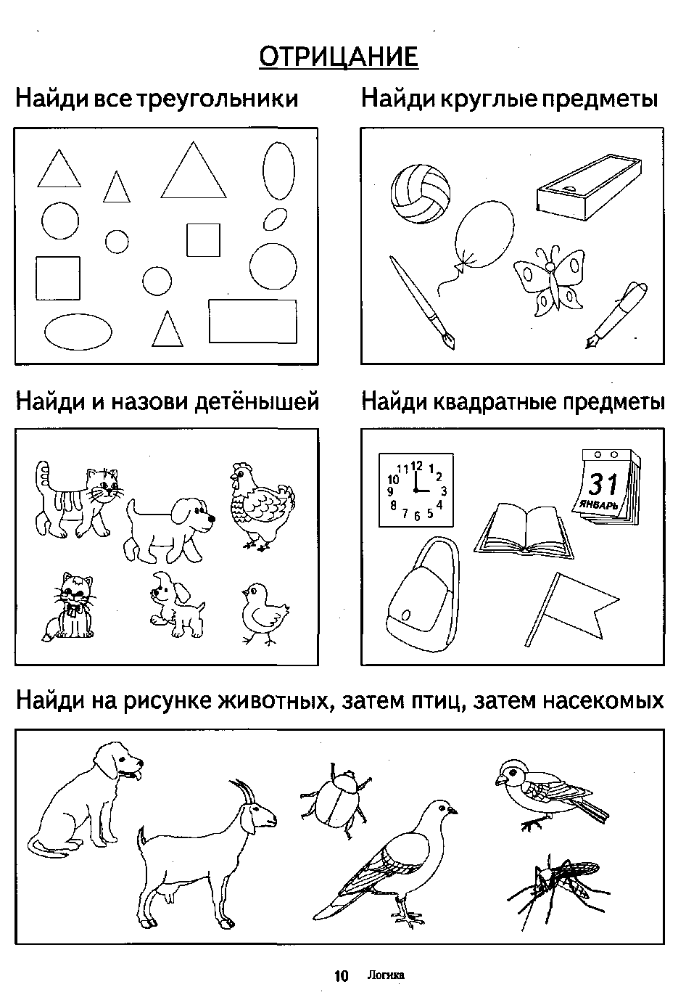 ОТРИЦАНИЕ
Найди все треугольники
Найди круглые предметы
Найди и назови детёнышей
Найди квадратные предметы
11 12 1
10 2
9 3
8 4
7 6 5
31
ЯНВАРЬ
Найди на рисунке животных, затем птиц, затем насекомых
10 Логика